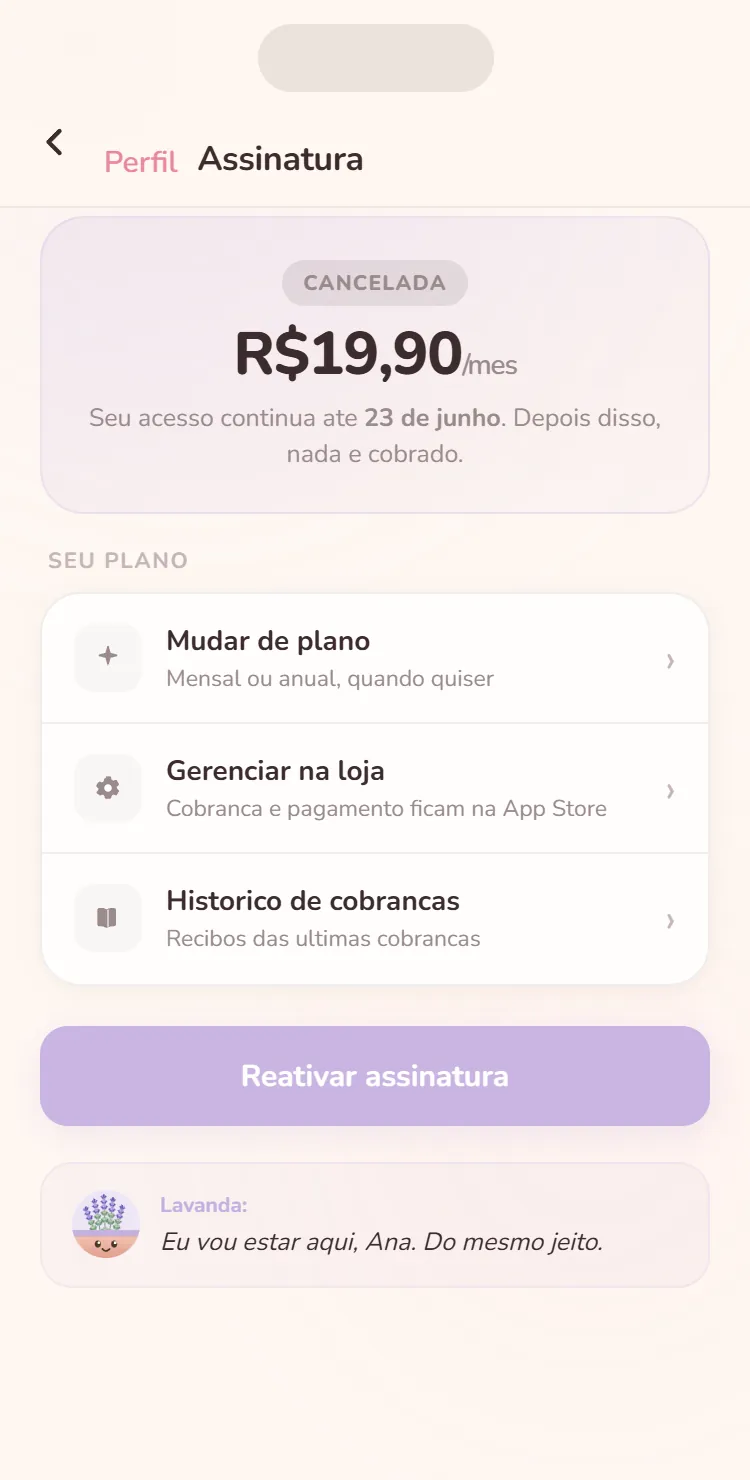 Perfil Assinatura
CANCELADA
R$19,90/mes
Seu acesso continua ate 23 de junho. Depois disso,
nada e cobrado.
SEU PLANO
Mudar de plano
Mensal ou anual, quando quiser
Gerenciar na loja
Cobranca e pagamento ficam na App Store
Historico de cobrancas
Recibos das ultimas cobrancas
Reativar assinatura
Lavanda:
Eu vou estar aqui, Ana. Do mesmo jeito.